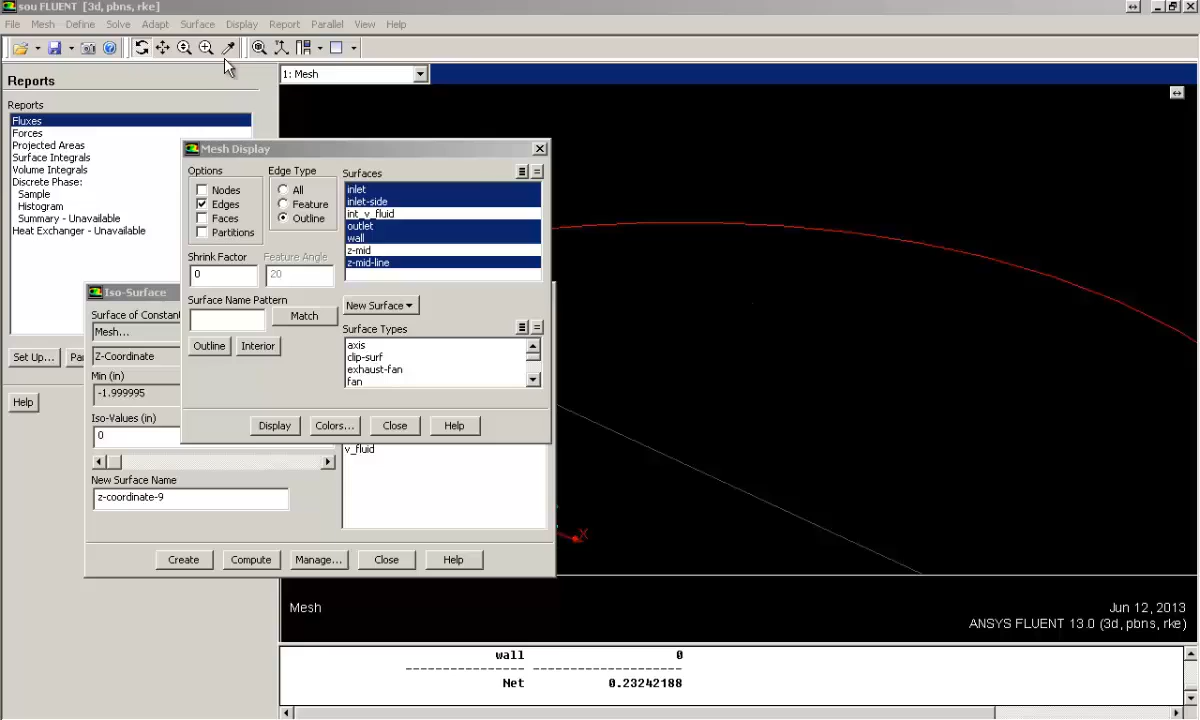 sou FLUENT [3d, pbns, rke]
File Mesh Define Solve Adapt Surface Display Report Parallel View Help
Reports
1: Mesh
Reports
Fluxes
Forces
Projected Areas
Surface Integrals
Volume Integrals
Discrete Phase:
Sample
Histogram
Summary - Unavailable
Heat Exchanger - Unavailable
Set Up... Pa
Help
Mesh Display
Options
Nodes
Edges
Faces
Partitions
Edge Type
All
Feature
Outline
Shrink Factor
0
Feature Angle
20
Surface Name Pattern
Match
Outline Interior
Surfaces
inlet
inlet-side
int_v_fluid
outlet
wall
z-mid
z-mid-line
New Surface
Surface Types
axis
clip-surf
exhaust-fan
fan
Display Colors... Close Help
Iso-Surface
Surface of Constan
Mesh...
Z-Coordinate
Min (in)
-1.999995
Iso-Values (in)
0
New Surface Name
z-coordinate-9
v_fluid
Create Compute Manage... Close Help
X
Mesh
Jun 12, 2013
ANSYS FLUENT 13.0 (3d, pbns, rke)
wall 0
---------------- --------------------
Net 0.23242188